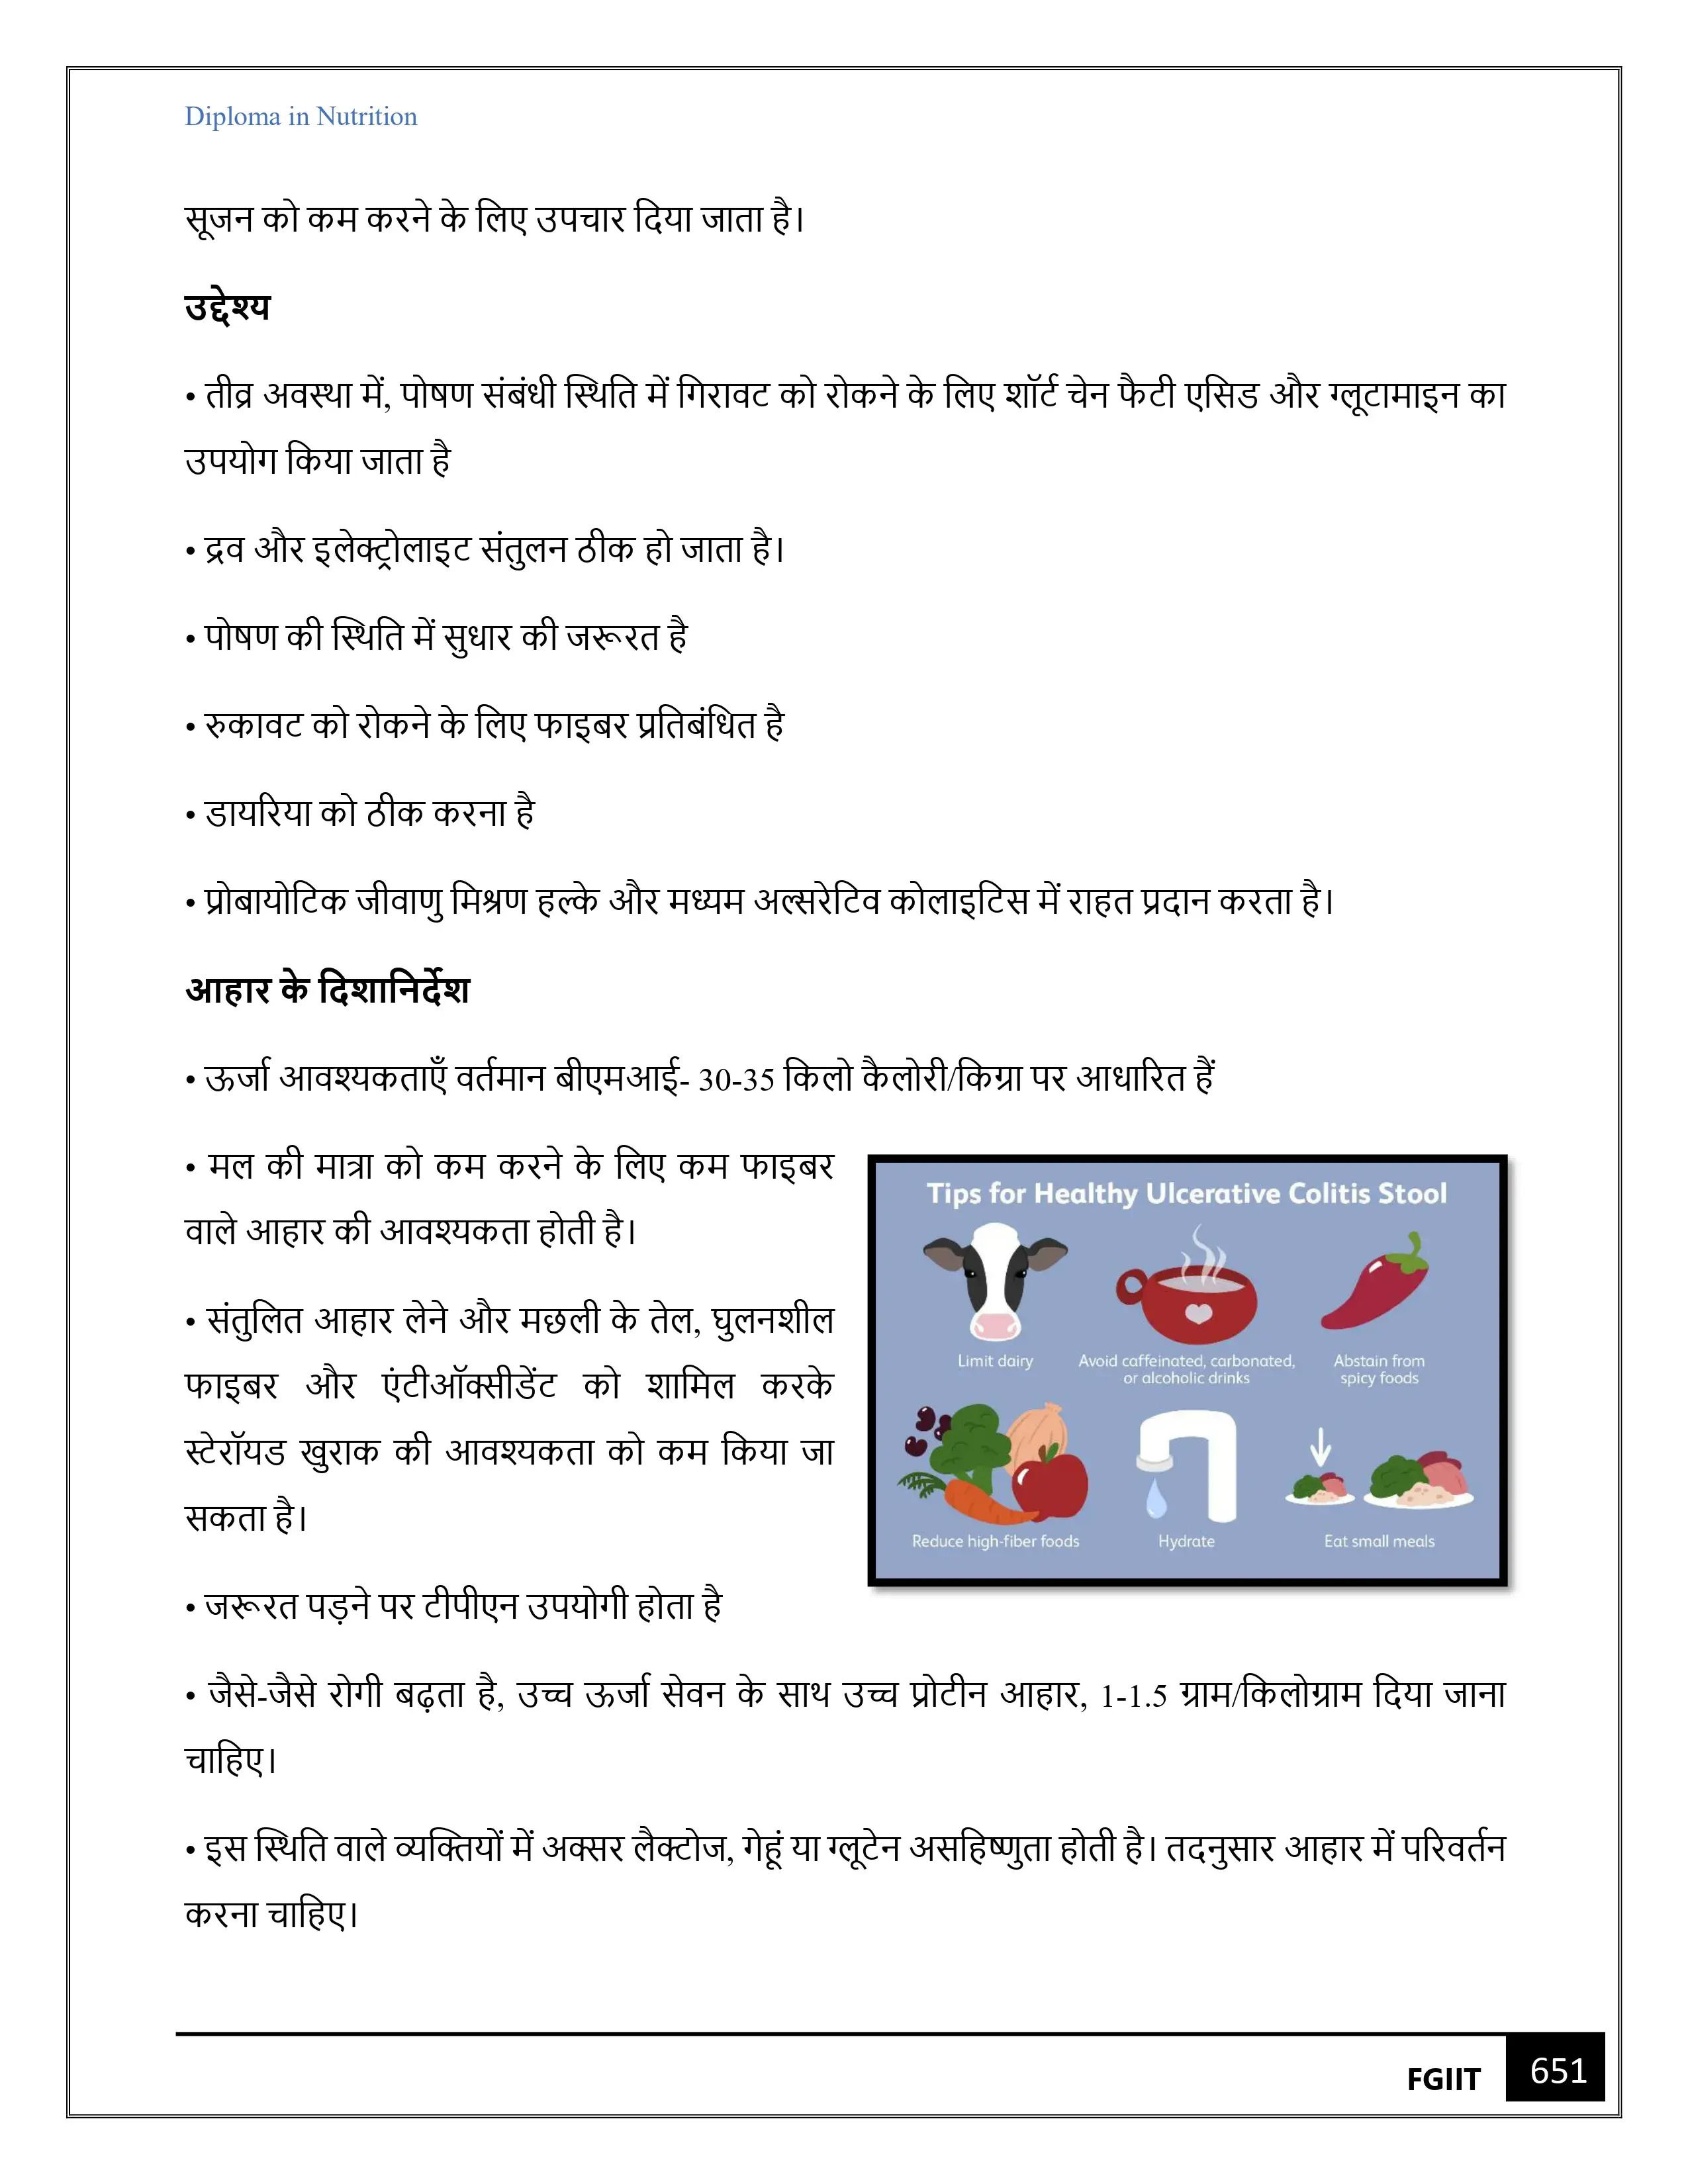 Diploma in Nutrition
सूजन को कम करने के लिए उपचार दिया जाता है।
उद्देश्य
• तीव्र अवस्था में, पोषण संबंधी स्थिति में गिरावट को रोकने के लिए शॉर्ट चेन फैटी एसिड और ग्लूटामाइन का
उपयोग किया जाता है
• द्रव और इलेक्ट्रोलाइट संतुलन ठीक हो जाता है।
• पोषण की स्थिति में सुधार की जरूरत है
• रुकावट को रोकने के लिए फाइबर प्रतिबंधित है
• डायरिया को ठीक करना है
• प्रोबायोटिक जीवाणु मिश्रण हल्के और मध्यम अल्सरेटिव कोलाइटिस में राहत प्रदान करता है।
आहार के दिशानिर्देश
• ऊर्जा आवश्यकताएँ वर्तमान बीएमआई- 30-35 किलो कैलोरी/किग्रा पर आधारित हैं
• मल की मात्रा को कम करने के लिए कम फाइबर
वाले आहार की आवश्यकता होती है।
• संतुलित आहार लेने और मछली के तेल, घुलनशील
फाइबर और एंटीऑक्सीडेंट को शामिल करके
स्टेरॉयड खुराक की आवश्यकता को कम किया जा
सकता है।
Tips for Healthy Ulcerative Colitis Stool
Limit dairy
Avoid caffeinated, carbonated,
or alcoholic drinks
Abstain from
spicy foods
Reduce high-fiber foods
Hydrate
Eat small meals
• जरूरत पड़ने पर टीपीएन उपयोगी होता है
• जैसे-जैसे रोगी बढ़ता है, उच्च ऊर्जा सेवन के साथ उच्च प्रोटीन आहार, 1-1.5 ग्राम/किलोग्राम दिया जाना
चाहिए।
• इस स्थिति वाले व्यक्तियों में अक्सर लैक्टोज, गेहूं या ग्लूटेन असहिष्णुता होती है। तदनुसार आहार में परिवर्तन
करना चाहिए।
FGIIT
651